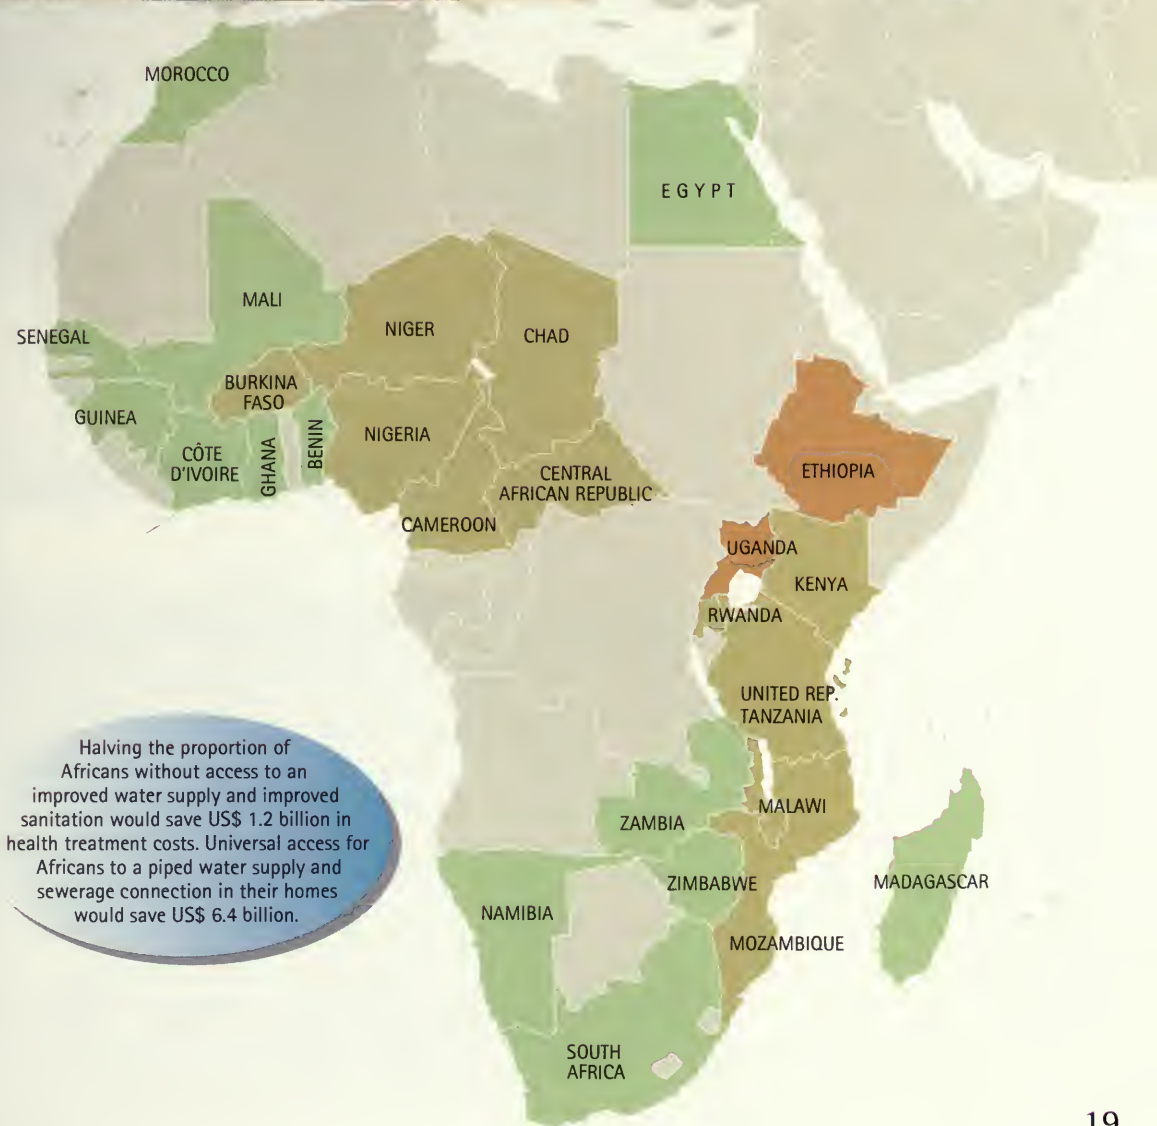 MOROCCO
EGYPT
MALI
SENEGAL
NIGER
CHAD
BURKINA
FASO
GUINEA
CÔTE
D'IVOIRE
GHANA
BENIN
NIGERIA
CENTRAL
AFRICAN REPUBLIC
ETHIOPIA
CAMEROON
UGANDA
KENYA
RWANDA
UNITED REP.
TANZANIA
Halving the proportion of
Africans without access to an
improved water supply and improved
sanitation would save US$ 1.2 billion in
health treatment costs. Universal access for
Africans to a piped water supply and
sewerage connection in their homes
would save US$ 6.4 billion.
ZAMBIA
MALAWI
ZIMBABWE
MADAGASCAR
NAMIBIA
MOZAMBIQUE
SOUTH
AFRICA
19